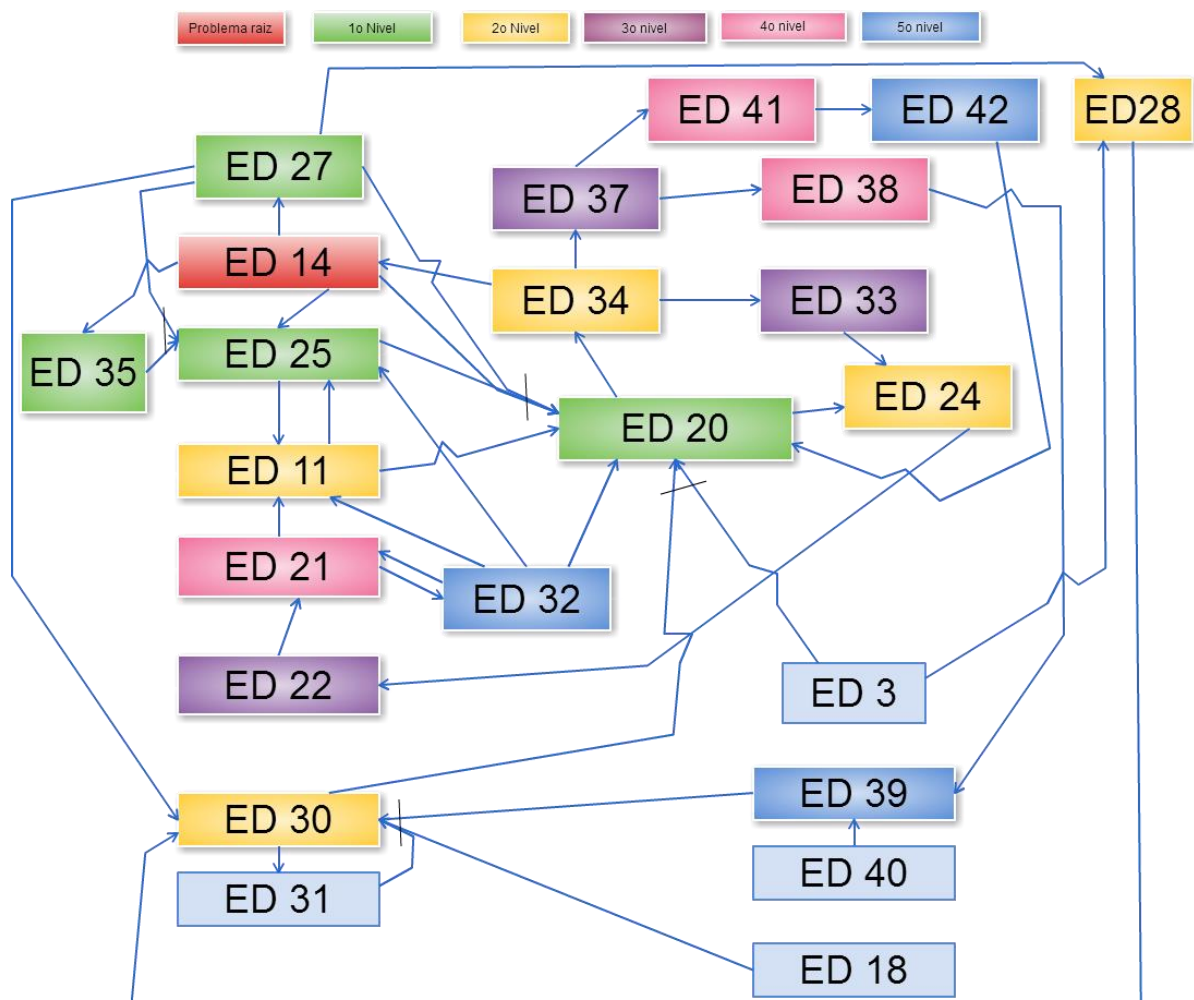 Problema raiz
1o Nivel
2o Nivel
3o nivel
4o nivel
5o nivel
ED 41
ED 42
ED28
ED 27
ED 37
ED 38
ED 14
ED 34
ED 33
ED 35
ED 25
ED 24
ED 20
ED 11
ED 21
ED 32
ED 22
ED 3
ED 39
ED 30
ED 40
ED 31
ED 18